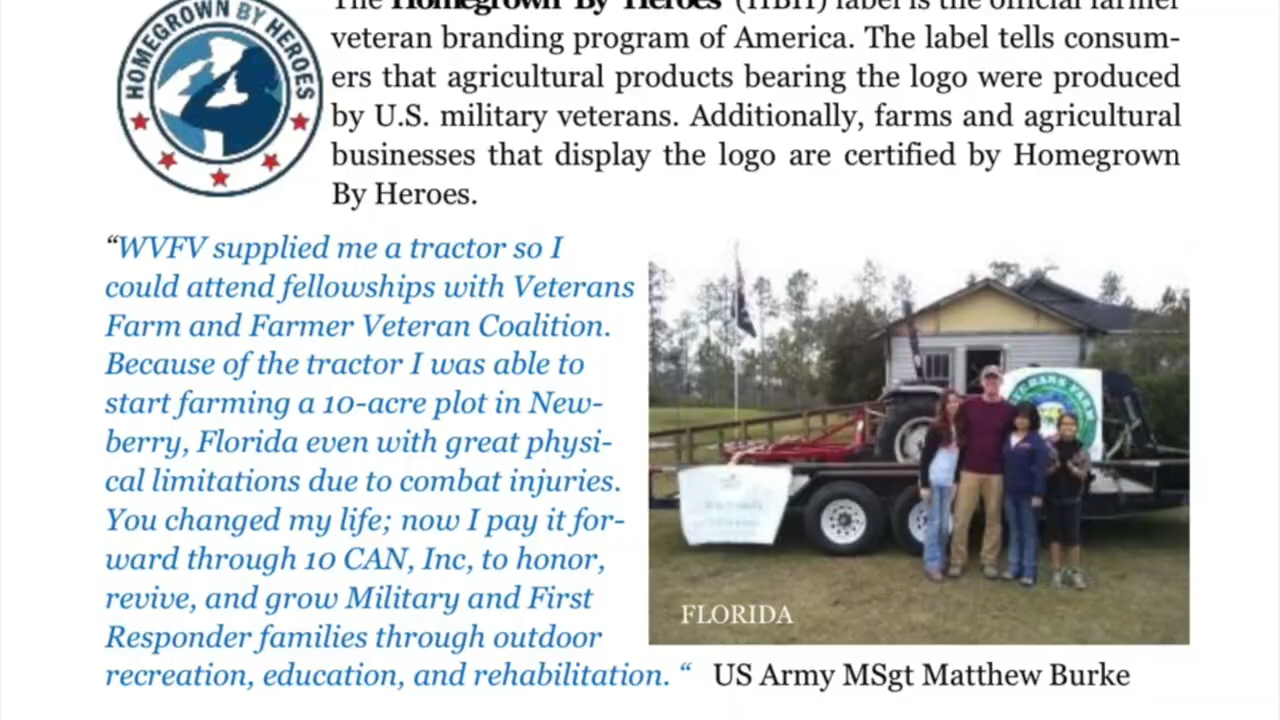 HOMEGROWN BY HEROES
The Homegrown By Heroes (HBH) label is the official farmer
veteran branding program of America. The label tells consum-
ers that agricultural products bearing the logo were produced
by U.S. military veterans. Additionally, farms and agricultural
businesses that display the logo are certified by Homegrown
By Heroes.
“WVFV supplied me a tractor so I
could attend fellowships with Veterans
Farm and Farmer Veteran Coalition.
Because of the tractor I was able to
start farming a 10-acre plot in New-
berry, Florida even with great physi-
cal limitations due to combat injuries.
You changed my life; now I pay it for-
ward through 10 CAN, Inc, to honor,
revive, and grow Military and First
Responder families through outdoor
recreation, education, and rehabilitation. “ US Army MSgt Matthew Burke
FLORIDA